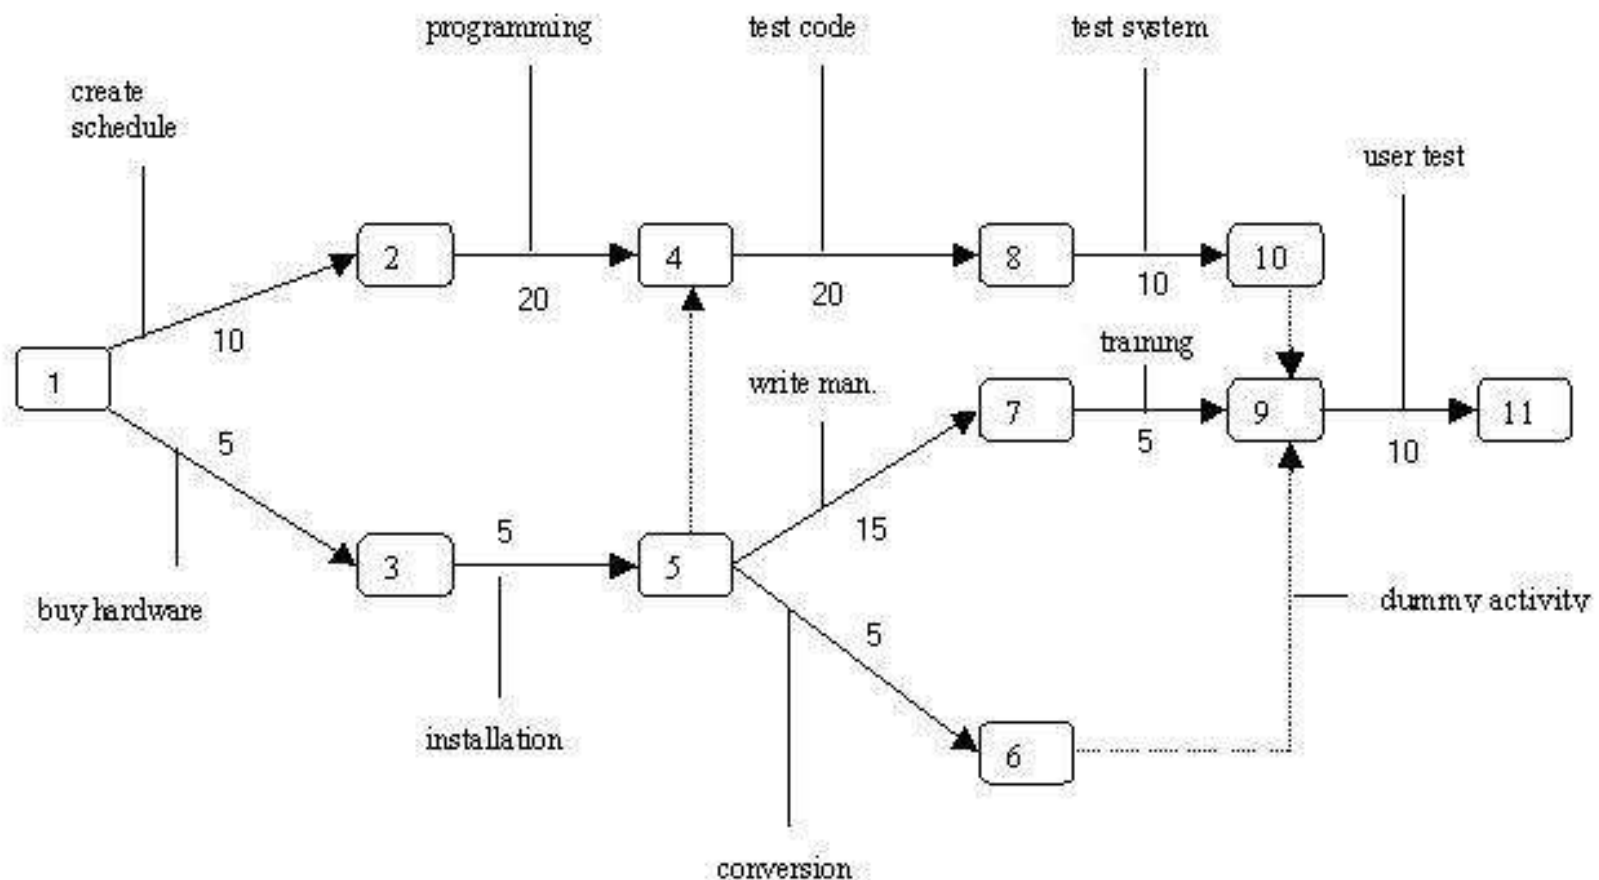 programming
test code
test system
create
schedule
user test
2
4
8
10
20
20
10
10
training
1
write man.
7
9
11
5
5
10
5
15
3
5
buy hardware
dummy activity
5
installation
6
conversion